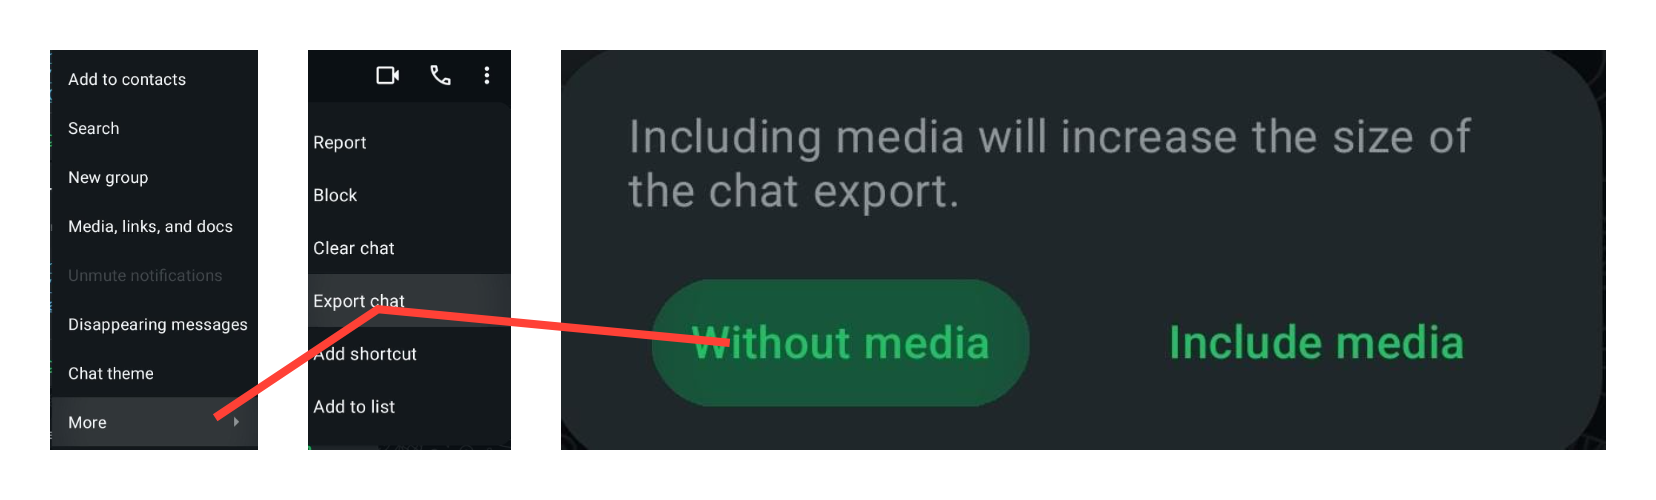 Add to contacts
Search
New group
Media, links, and docs
Unmute notifications
Disappearing messages
Chat theme
More
Report
Block
Clear chat
Export chat
Add shortcut
Add to list
Including media will increase the size of
the chat export.
Without media
Include media